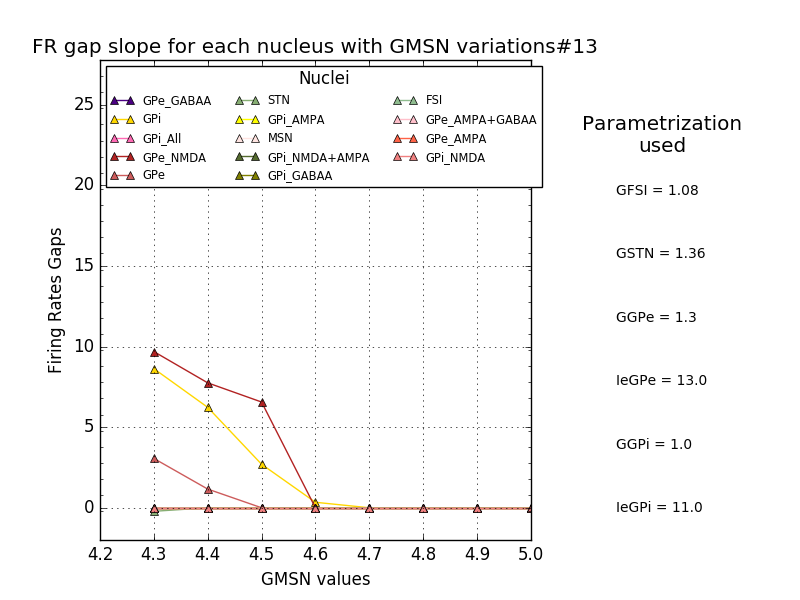 FR gap slope for each nucleus with GMSN variations#13
Nuclei
GPe_GABAA STN FSI
GPi GPi_AMPA GPe_AMPA+GABAA
GPi_All MSN GPe_AMPA
GPe_NMDA GPi_NMDA+AMPA GPi_NMDA
GPe GPi_GABAA
25
20
15
10
5
0
Firing Rates Gaps
4.2 4.3 4.4 4.5 4.6 4.7 4.8 4.9 5.0
GMSN values
Parametrization
used
GFSI = 1.08
GSTN = 1.36
GGPe = 1.3
IeGPe = 13.0
GGPi = 1.0
IeGPi = 11.0